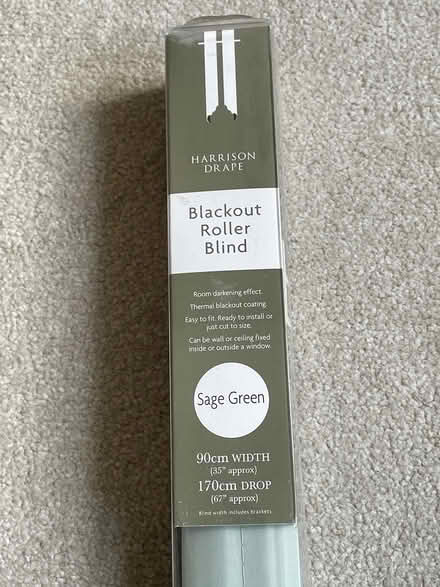 HARRISON
DRAPE
Blackout
Roller
Blind
Room darkening effect.
Thermal blackout coating.
Easy to fit. Ready to install or
just cut to size.
Can be wall or ceiling fixed
inside or outside a window.
Sage Green
90cm WIDTH
(35" approx)
170cm DROP
(67" approx)
Blind width includes brackets